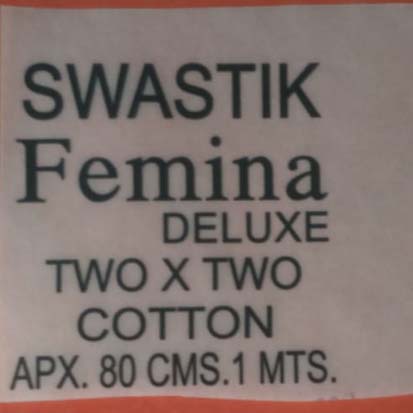 SWASTIK
Femina
DELUXE
TWO X TWO
COTTON
APX. 80 CMS.1 MTS.